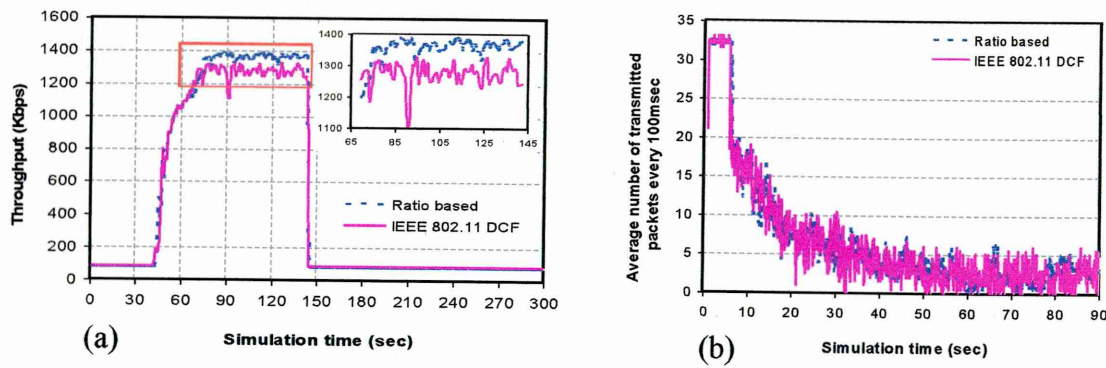 1600
1400
1200
1000
800
600
400
200
0
Throughput (Kbps)
0 30 60 90 120 150 180 210 240 270 300
Simulation time (sec)
(a)
1400
1300
1200
1100
65 85 105 125 145
Ratio based
IEEE 802.11 DCF
35
30
25
20
15
10
5
0
Average number of transmitted
packets every 100msec
0 10 20 30 40 50 60 70 80 90
Simulation time (sec)
(b)
Ratio based
IEEE 802.11 DCF